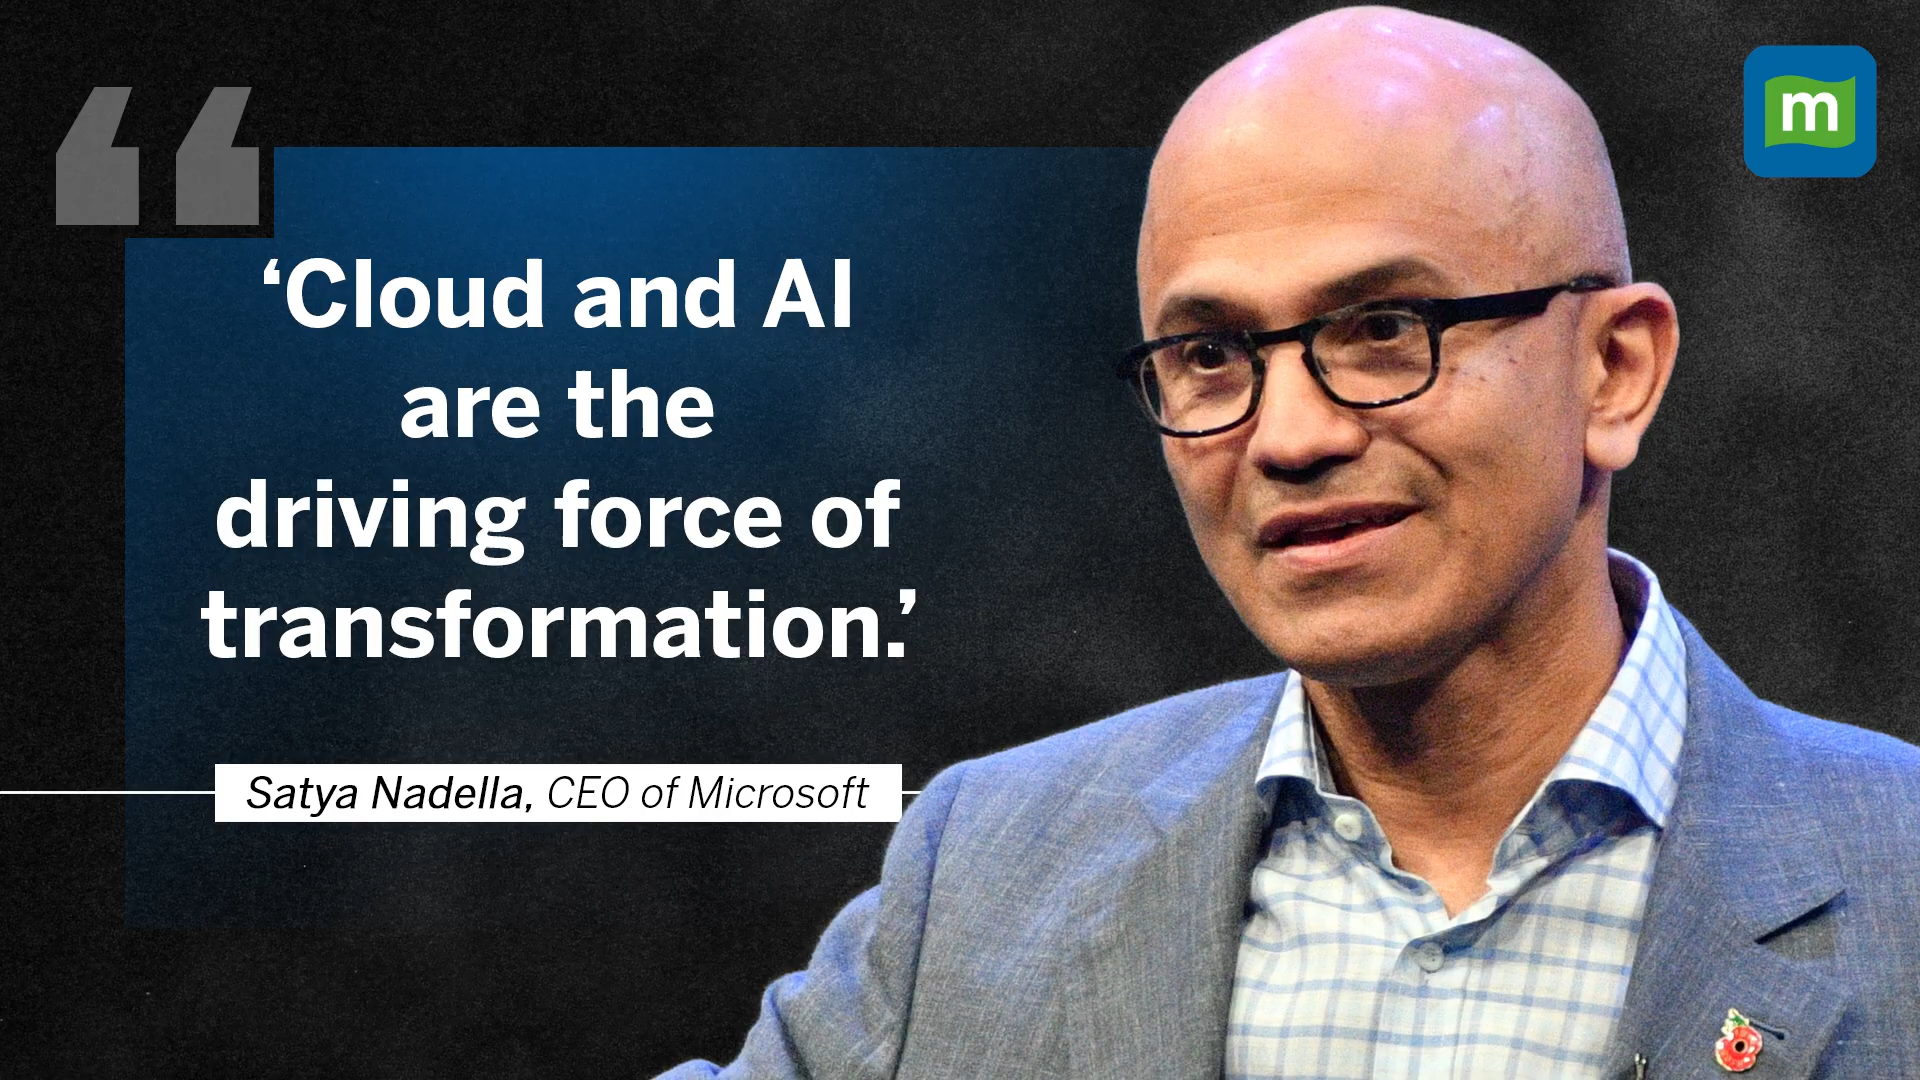 ‘Cloud and AI
are the
driving force of
transformation.’
Satya Nadella, CEO of Microsoft
m